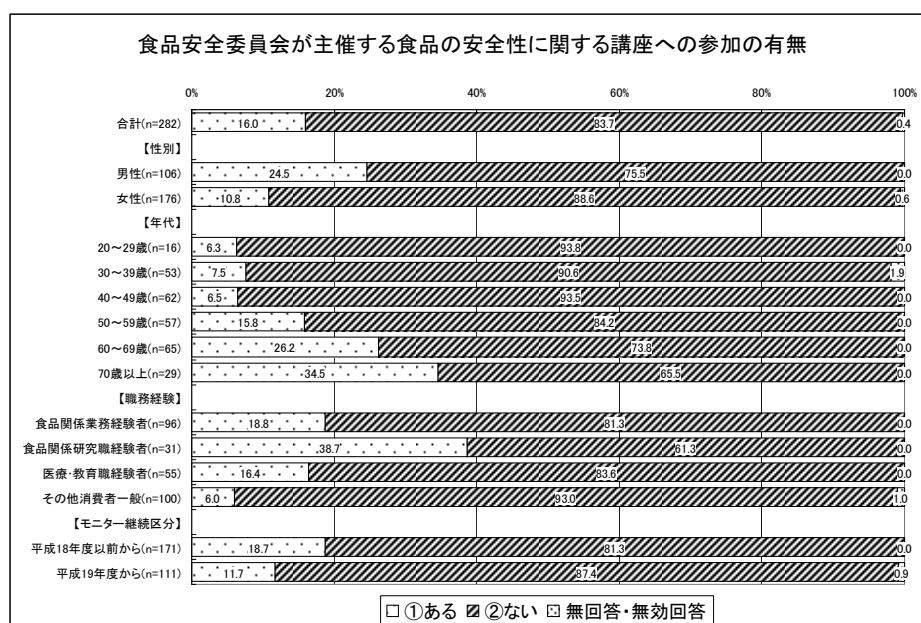 食品安全委員会が主催する食品の安全性に関する講座への参加の有無
0% 20% 40% 60% 80% 100%
合計(n=282) 16.0 83.7 0.4
【性別】
男性(n=106) 24.5 75.5 0.0
女性(n=176) 10.8 88.6 0.6
【年代】
20～29歳(n=16) 6.3 93.8 0.0
30～39歳(n=53) 7.5 90.6 1.9
40～49歳(n=62) 6.5 93.5 0.0
50～59歳(n=57) 15.8 84.2 0.0
60～69歳(n=65) 26.2 73.8 0.0
70歳以上(n=29) 34.5 65.5 0.0
【職務経験】
食品関係業務経験者(n=96) 18.8 81.3 0.0
食品関係研究職経験者(n=31) 38.7 61.3 0.0
医療・教育職経験者(n=55) 16.4 83.6 0.0
その他消費者一般(n=100) 6.0 93.0 1.0
【モニター継続区分】
平成18年度以前から(n=171) 18.7 81.3 0.0
平成19年度から(n=111) 11.7 87.4 0.9
①ある ②ない 無回答・無効回答